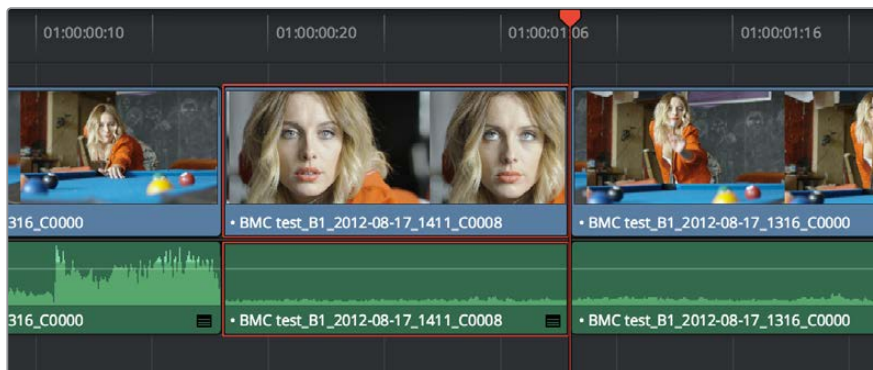 01:00:00:10
01:00:00:20
01:00:01:06
01:00:01:16
316_C0000
• BMC test_B1_2012-08-17_1411_C0008
• BMC test_B1_2012-08-17_1316_C0000
316_C0000
• BMC test_B1_2012-08-17_1411_C0008
• BMC test_B1_2012-08-17_1316_C0000